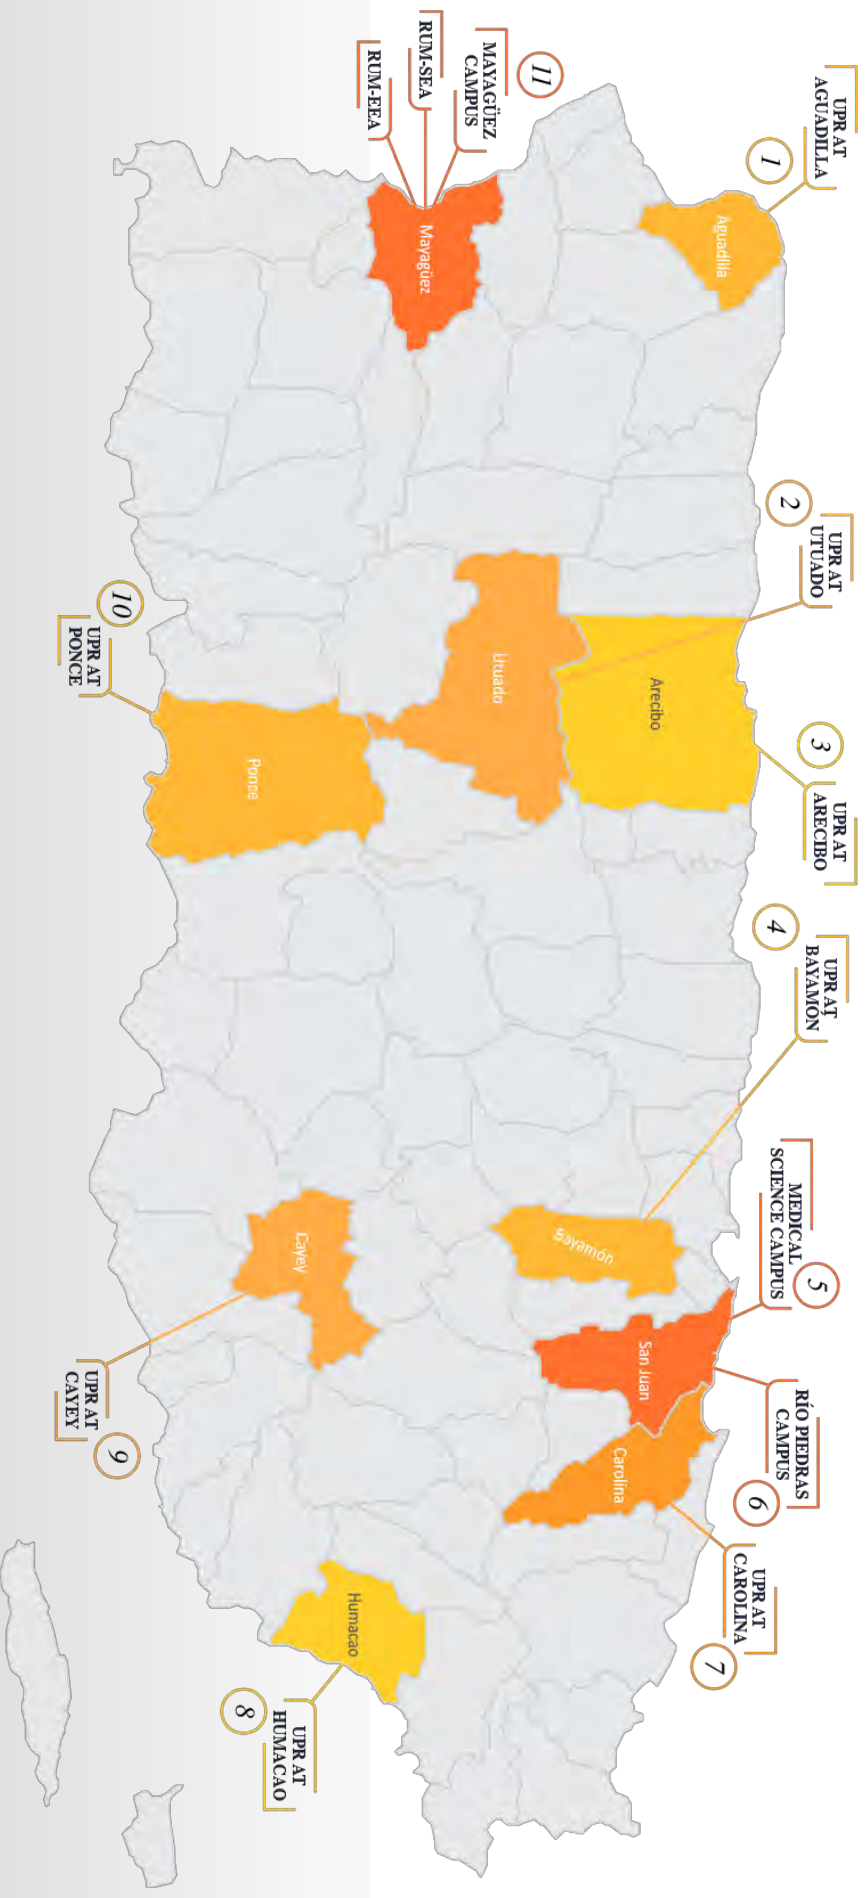 UPR AT
AGUADILLA
1
UPR AT
UTUADO
2
UPR AT
ARECIBO
3
UPR AT
BAYAMÓN
4
MEDICAL
SCIENCE CAMPUS
5
RÍO PIEDRAS
CAMPUS
6
UPR AT
CAROLINA
7
UPR AT
HUMACAO
8
UPR AT
CAYEY
9
UPR AT
PONCE
10
MAYAGÜEZ
CAMPUS
11
RUM-SEA
RUM-EEA
Aguadilla
Arecibo
Utuado
Mayagüez
Ponce
Bayamón
San Juan
Carolina
Cayey
Humacao